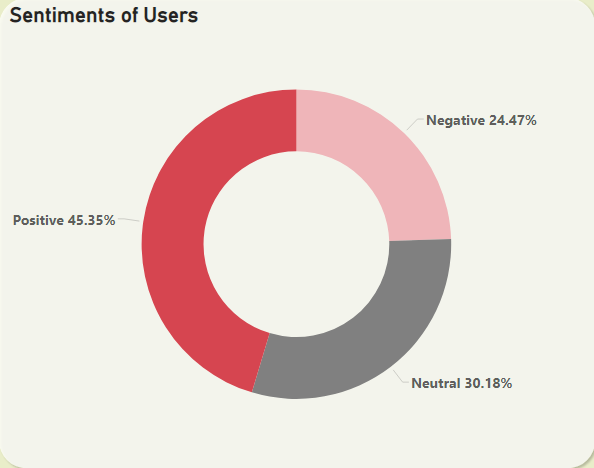 Sentiments of Users
Negative 24.47%
Positive 45.35%
Neutral 30.18%